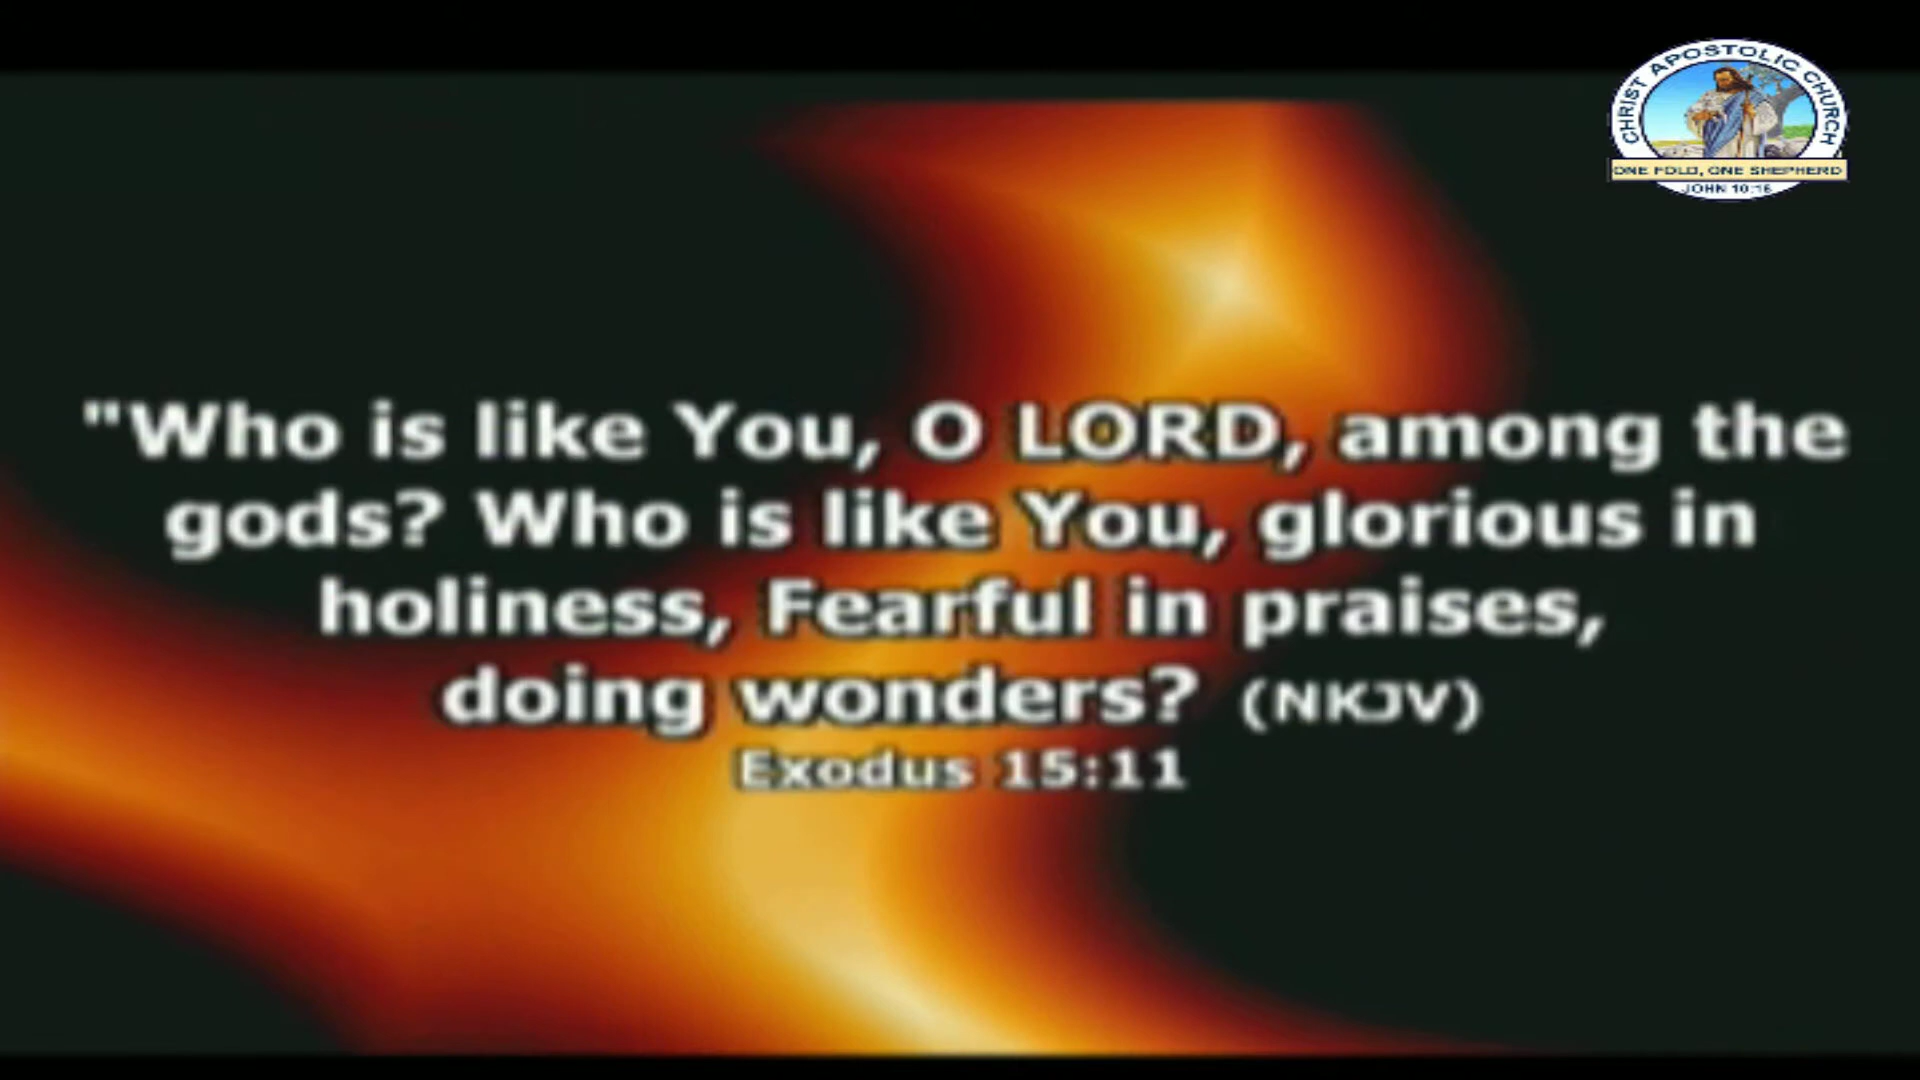 CHRIST APOSTOLIC CHURCH
ONE FOLD, ONE SHEPHERD
JOHN 10:16
"Who is like You, O LORD, among the
gods? Who is like You, glorious in
holiness, Fearful in praises,
doing wonders? (NKJV)
Exodus 15:11